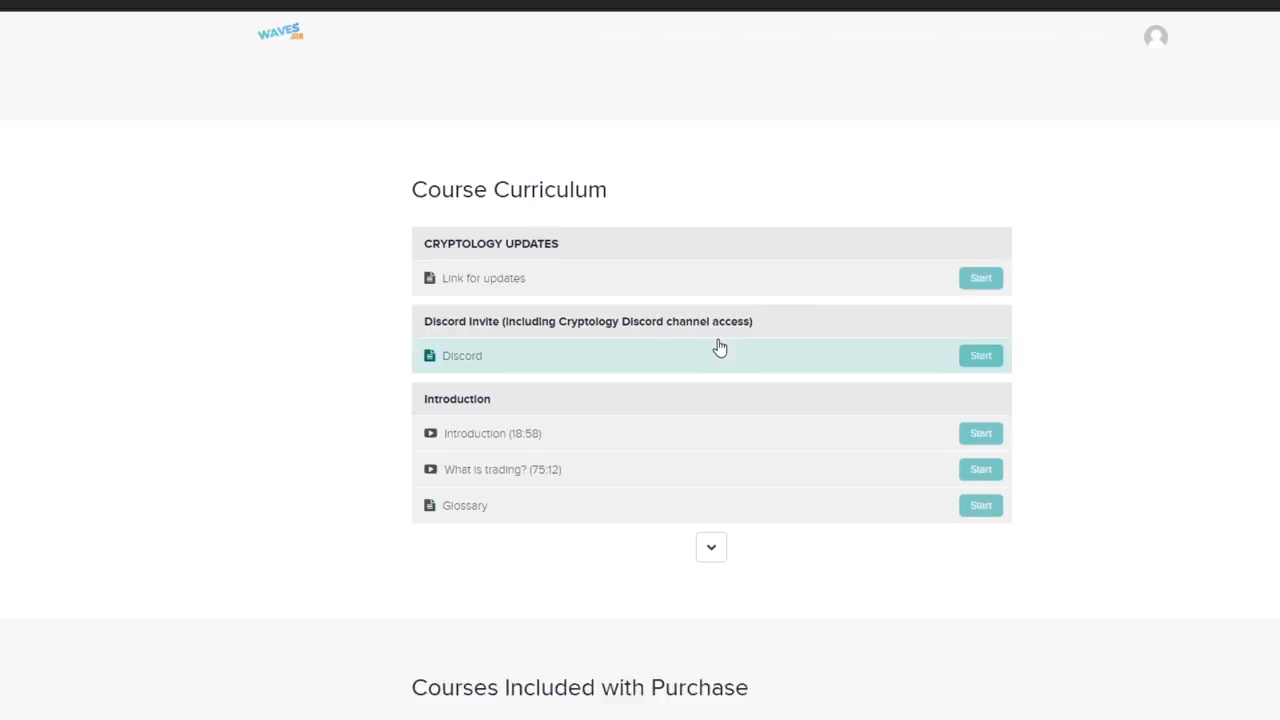 WAVES
Course Curriculum
CRYPTOLOGY UPDATES
Link for updates
Start
Discord Invite (including Cryptology Discord channel access)
Discord
Start
Introduction
Introduction (18:58)
Start
What is trading? (75:12)
Start
Glossary
Start
Courses Included with Purchase